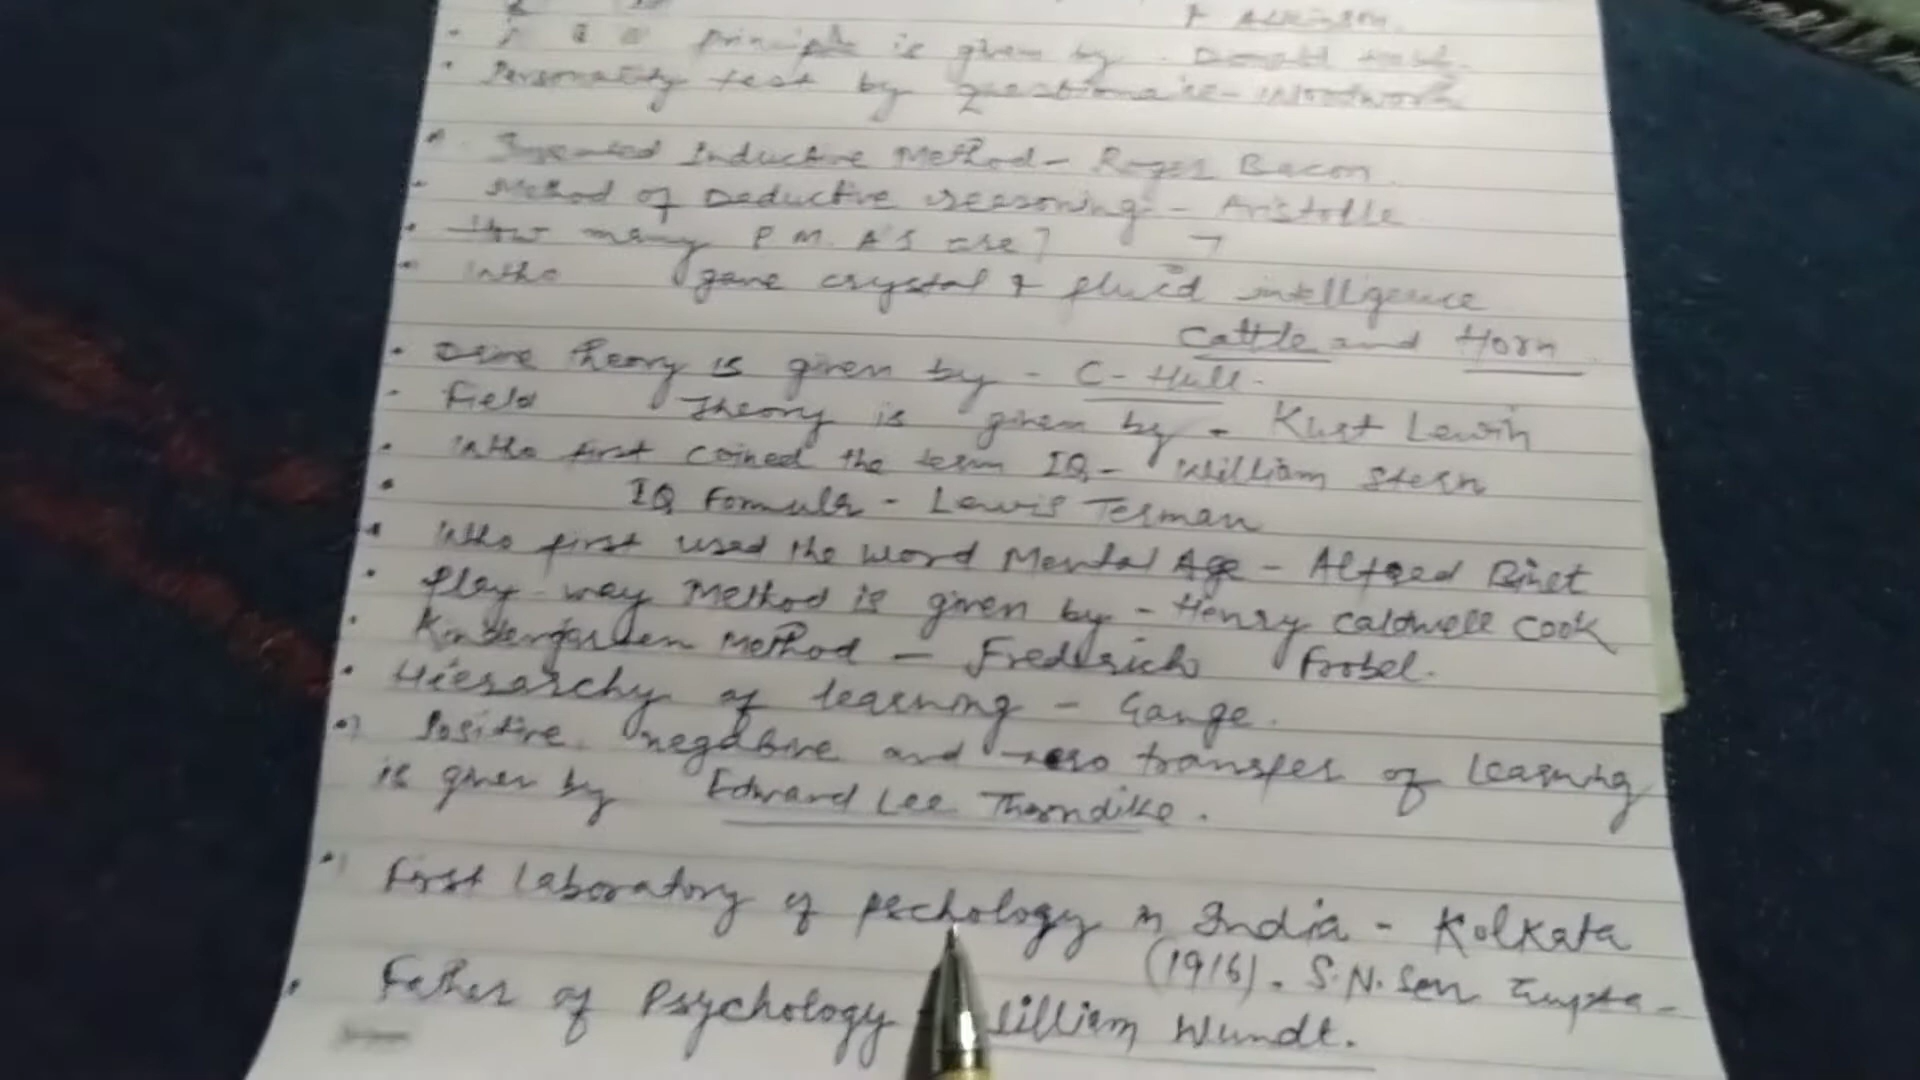 & Atkinson.
principle is given by. Donald
Personality test by questionaire - Woodworth
Inductive Method - Roger Bacon
Method of Deductive reasoning - Aristotle
How many P.M.A's are? 7
Who gave crystal & fluid intelligence
Cattle and Horn
Drive theory is given by - C-Hull.
Field theory is given by - Kurt Lewin
Who first coined the term IQ - William Stern
IQ Formula - Lewis Terman
Who first used the word Mental Age - Alfred Binet
Play way Method is given by - Henry Caldwell Cook
Kindergarten Method - Frederich Frobel.
Hierarchy of learning - Gange.
Positive, negative and zero transfer of learning
is given by Edward Lee Thorndike.
First laboratory of pschology in India - Kolkata
(1916). S.N. Sen Gupta -
Father of Psychology William Wundt.